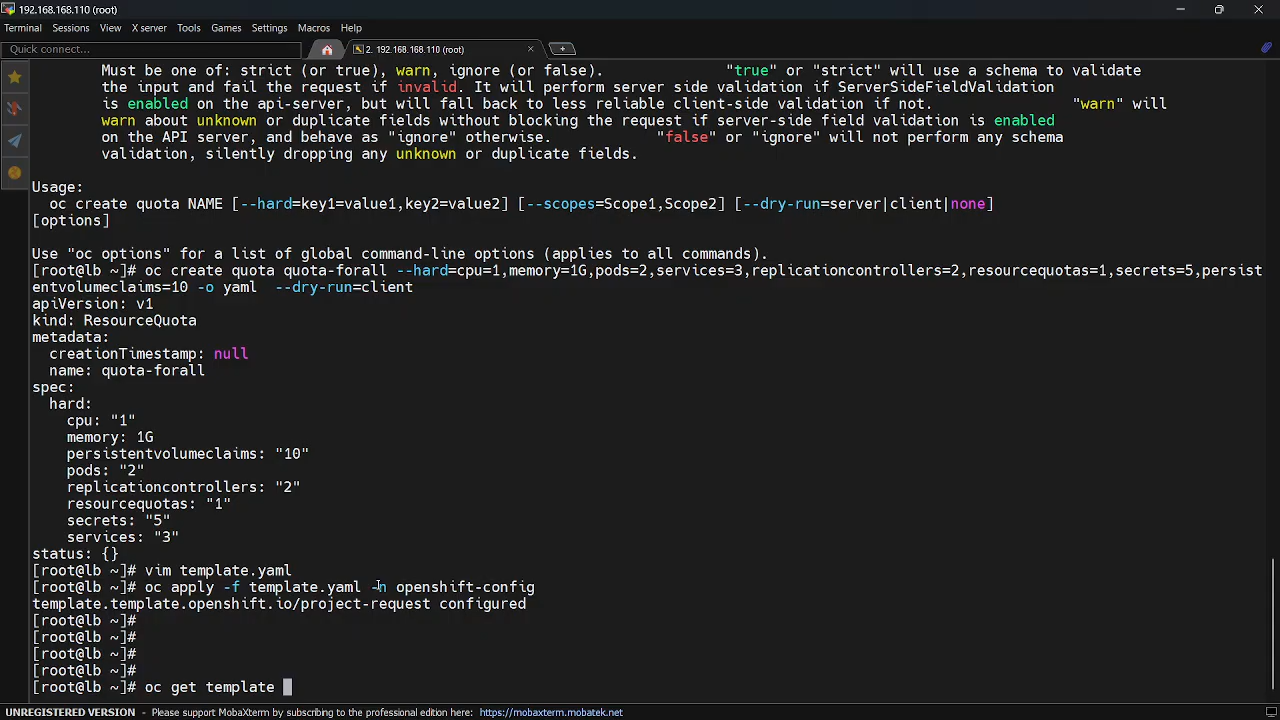 192.168.168.110 (root)
Terminal Sessions View X server Tools Games Settings Macros Help
Quick connect...
2. 192.168.168.110 (root)
Must be one of: strict (or true), warn, ignore (or false).              "true" or "strict" will use a schema to validate
the input and fail the request if invalid. It will perform server side validation if ServerSideFieldValidation
is enabled on the api-server, but will fall back to less reliable client-side validation if not.                "warn" will
warn about unknown or duplicate fields without blocking the request if server-side field validation is enabled
on the API server, and behave as "ignore" otherwise.            "false" or "ignore" will not perform any schema
validation, silently dropping any unknown or duplicate fields.
Usage:
oc create quota NAME [--hard=key1=value1,key2=value2] [--scopes=Scope1,Scope2] [--dry-run=server|client|none]
[options]
Use "oc options" for a list of global command-line options (applies to all commands).
[root@lb ~]# oc create quota quota-forall --hard=cpu=1,memory=1G,pods=2,services=3,replicationcontrollers=2,resourcequotas=1,secrets=5,persist
entvolumeclaims=10 -o yaml  --dry-run=client
apiVersion: v1
kind: ResourceQuota
metadata:
  creationTimestamp: null
  name: quota-forall
spec:
  hard:
    cpu: "1"
    memory: 1G
    persistentvolumeclaims: "10"
    pods: "2"
    replicationcontrollers: "2"
    resourcequotas: "1"
    secrets: "5"
    services: "3"
status: {}
[root@lb ~]# vim template.yaml
[root@lb ~]# oc apply -f template.yaml -n openshift-config
template.template.openshift.io/project-request configured
[root@lb ~]#
[root@lb ~]#
[root@lb ~]#
[root@lb ~]#
[root@lb ~]# oc get template
UNREGISTERED VERSION - Please support MobaXterm by subscribing to the professional edition here: https://mobaxterm.mobatek.net